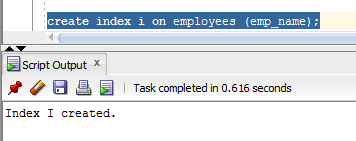 create index i on employees (emp_name);
Script Output x
Task completed in 0.616 seconds
Index I created.